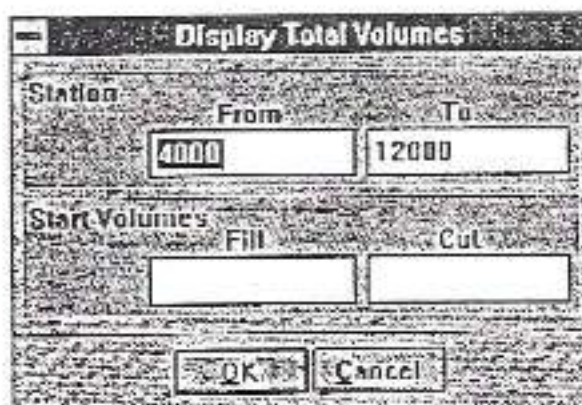 Display Total Volumes
Station
From To
4000 12000
Start Volumes
Fill Cut
OK Cancel